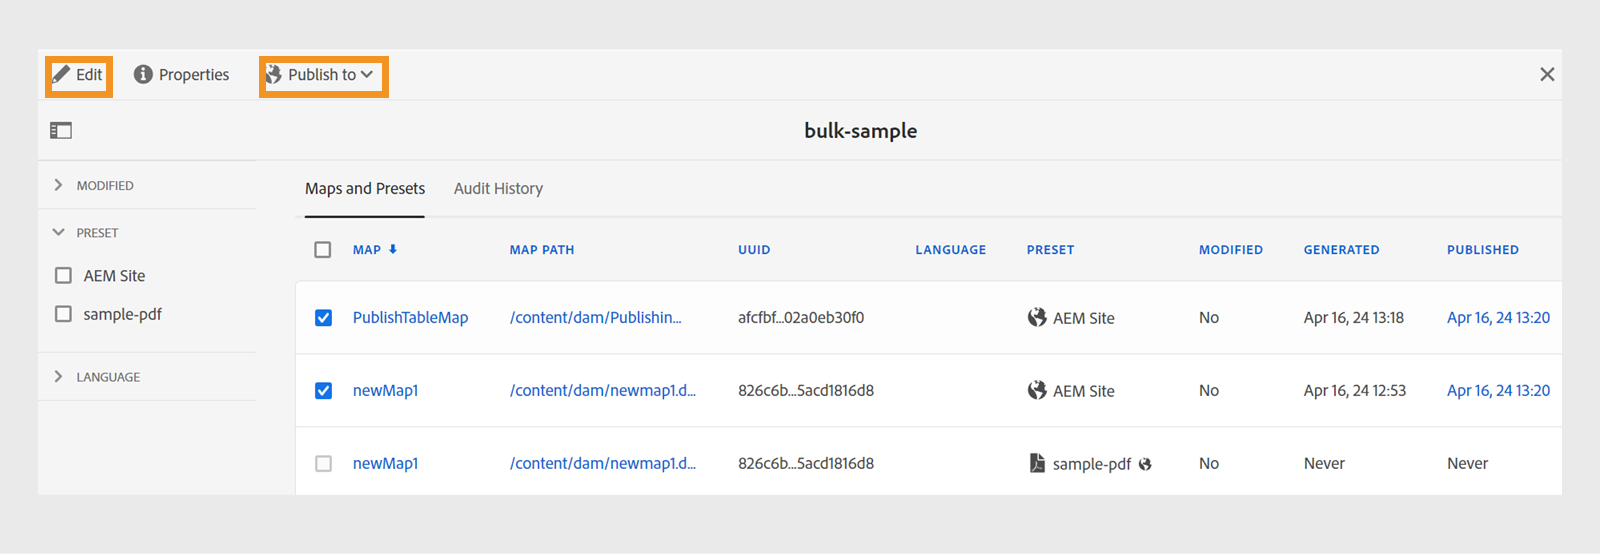 Edit Properties Publish to
bulk-sample
MODIFIED
PRESET
AEM Site
sample-pdf
LANGUAGE
Maps and Presets Audit History
MAP MAP PATH UUID LANGUAGE PRESET MODIFIED GENERATED PUBLISHED
PublishTableMap /content/dam/Publishin... afcfbf...02a0eb30f0 AEM Site No Apr 16, 24 13:18 Apr 16, 24 13:20
newMap1 /content/dam/newmap1.d... 826c6b...5acd1816d8 AEM Site No Apr 16, 24 12:53 Apr 16, 24 13:20
newMap1 /content/dam/newmap1.d... 826c6b...5acd1816d8 sample-pdf No Never Never